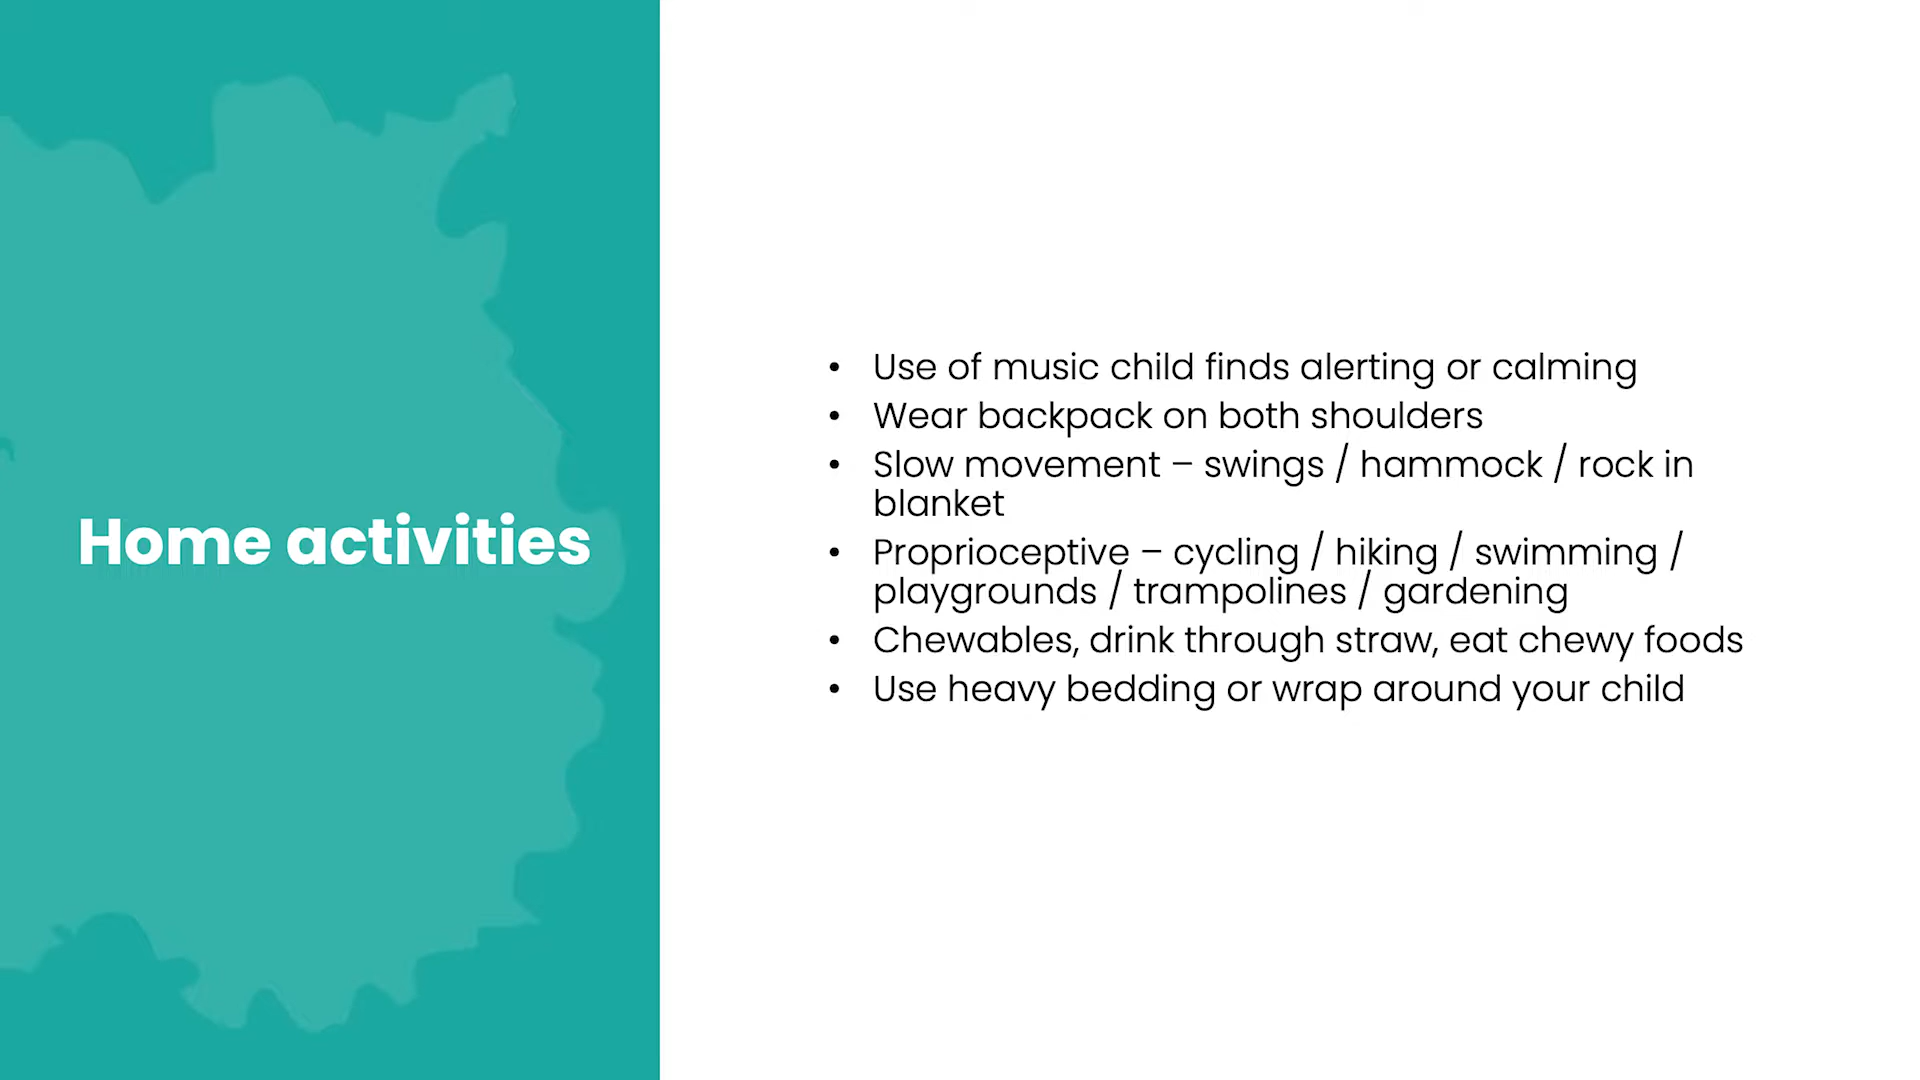 Home activities
• Use of music child finds alerting or calming
• Wear backpack on both shoulders
• Slow movement – swings / hammock / rock in
blanket
• Proprioceptive – cycling / hiking / swimming /
playgrounds / trampolines / gardening
• Chewables, drink through straw, eat chewy foods
• Use heavy bedding or wrap around your child